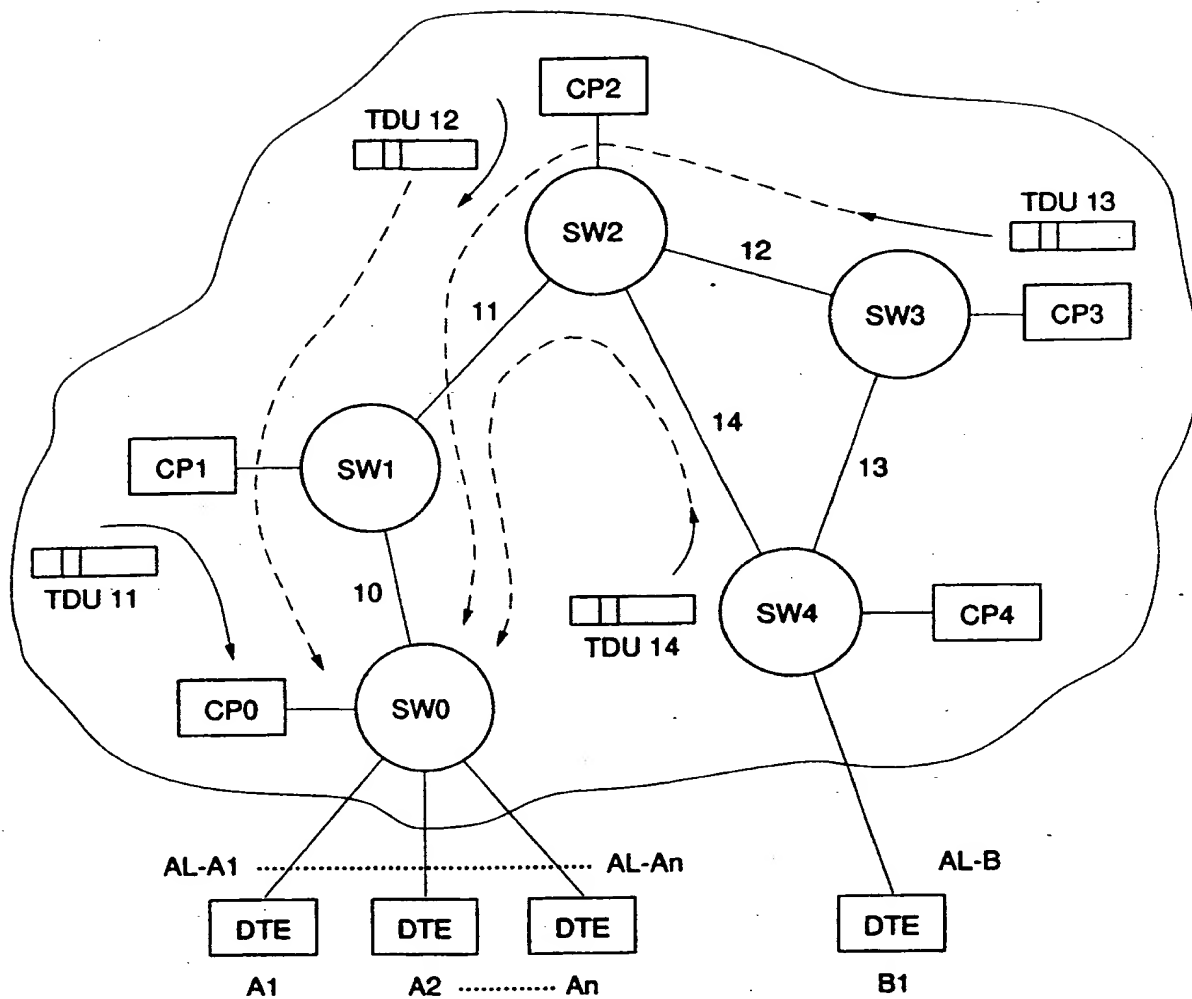 CP2
TDU 12
TDU 13
SW2
12
11
SW3
CP3
14
CP1
SW1
13
TDU 11
10
TDU 14
SW4
CP4
CP0
SW0
AL-A1
AL-An
AL-B
DTE
DTE
DTE
DTE
A1
A2
An
B1